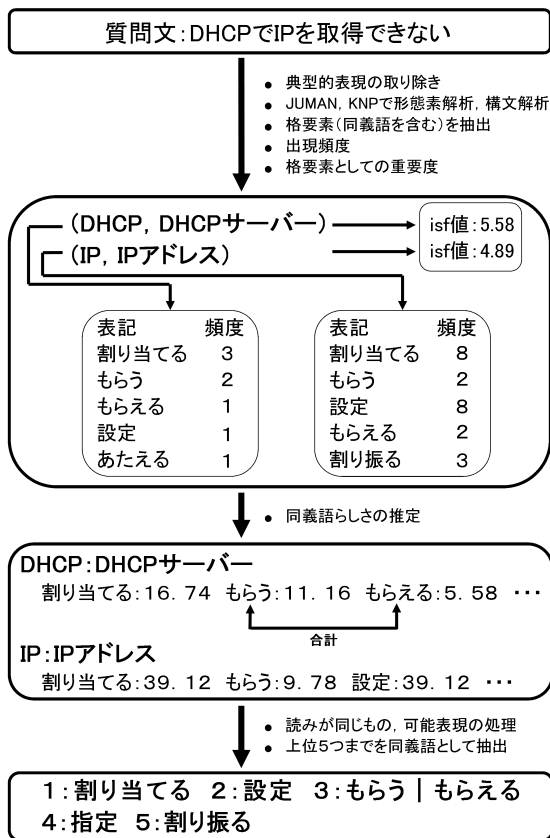 質問文:DHCPでIPを取得できない
● 典型的表現の取り除き
● JUMAN, KNPで形態素解析, 構文解析
● 格要素(同義語を含む)を抽出
● 出現頻度
● 格要素としての重要度
(DHCP, DHCPサーバー) isf値:5.58
(IP, IPアドレス) isf値:4.89
表記 頻度
割り当てる 3
もらう 2
もらえる 1
設定 1
あたえる 1
表記 頻度
割り当てる 8
もらう 2
設定 8
もらえる 2
割り振る 3
● 同義語らしさの推定
DHCP:DHCPサーバー
割り当てる:16.74 もらう:11.16 もらえる:5.58 ・・・
合計
IP:IPアドレス
割り当てる:39.12 もらう:9.78 設定:39.12 ・・・
● 読みが同じもの, 可能表現の処理
● 上位5つまでを同義語として抽出
1:割り当てる 2:設定 3:もらう | もらえる
4:指定 5:割り振る